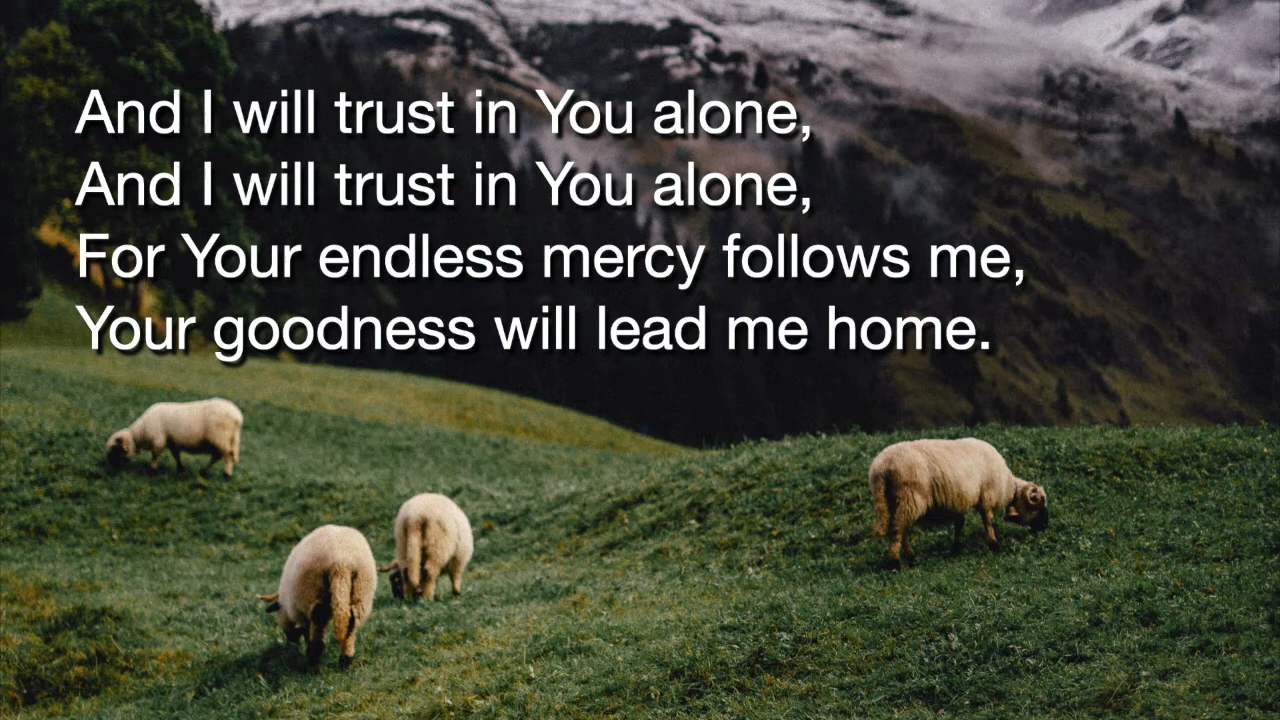 And I will trust in You alone,
And I will trust in You alone,
For Your endless mercy follows me,
Your goodness will lead me home.